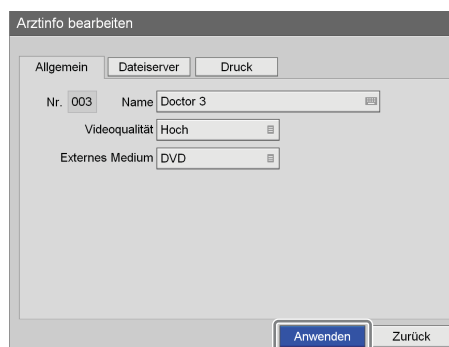 Arztinfo bearbeiten
Allgemein Dateiserver Druck
Nr. 003 Name Doctor 3
Videoqualität Hoch
Externes Medium DVD
Anwenden Zurück